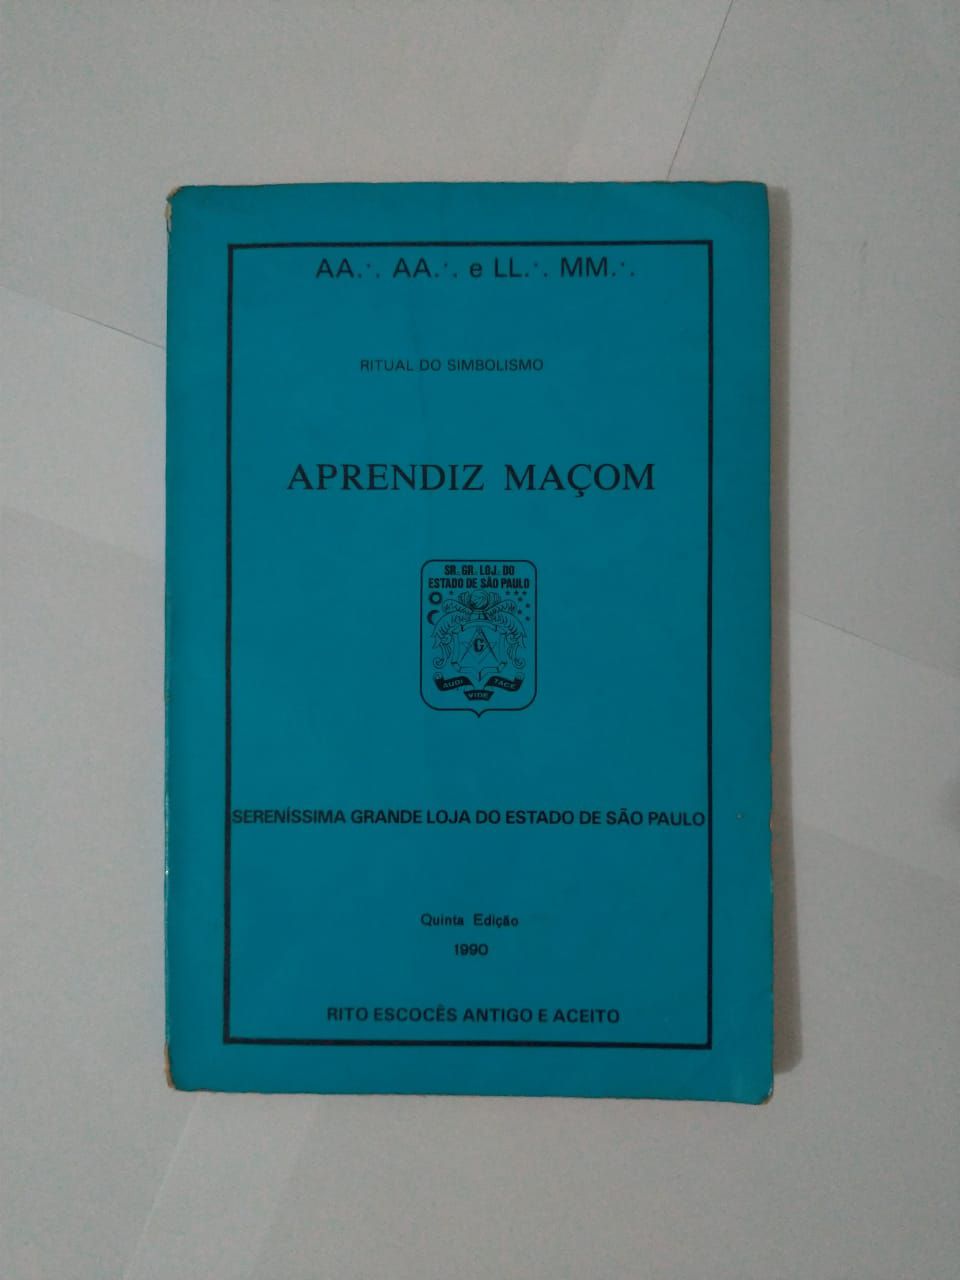 AA.∴ AA.∴ e LL.∴ MM.∴
RITUAL DO SIMBOLISMO
APRENDIZ MAÇOM
SR. GR. LOJ. DO
ESTADO DE SÃO PAULO
G
AUDI VIDE TACE
SERENÍSSIMA GRANDE LOJA DO ESTADO DE SÃO PAULO
Quinta Edição
1990
RITO ESCOCÊS ANTIGO E ACEITO